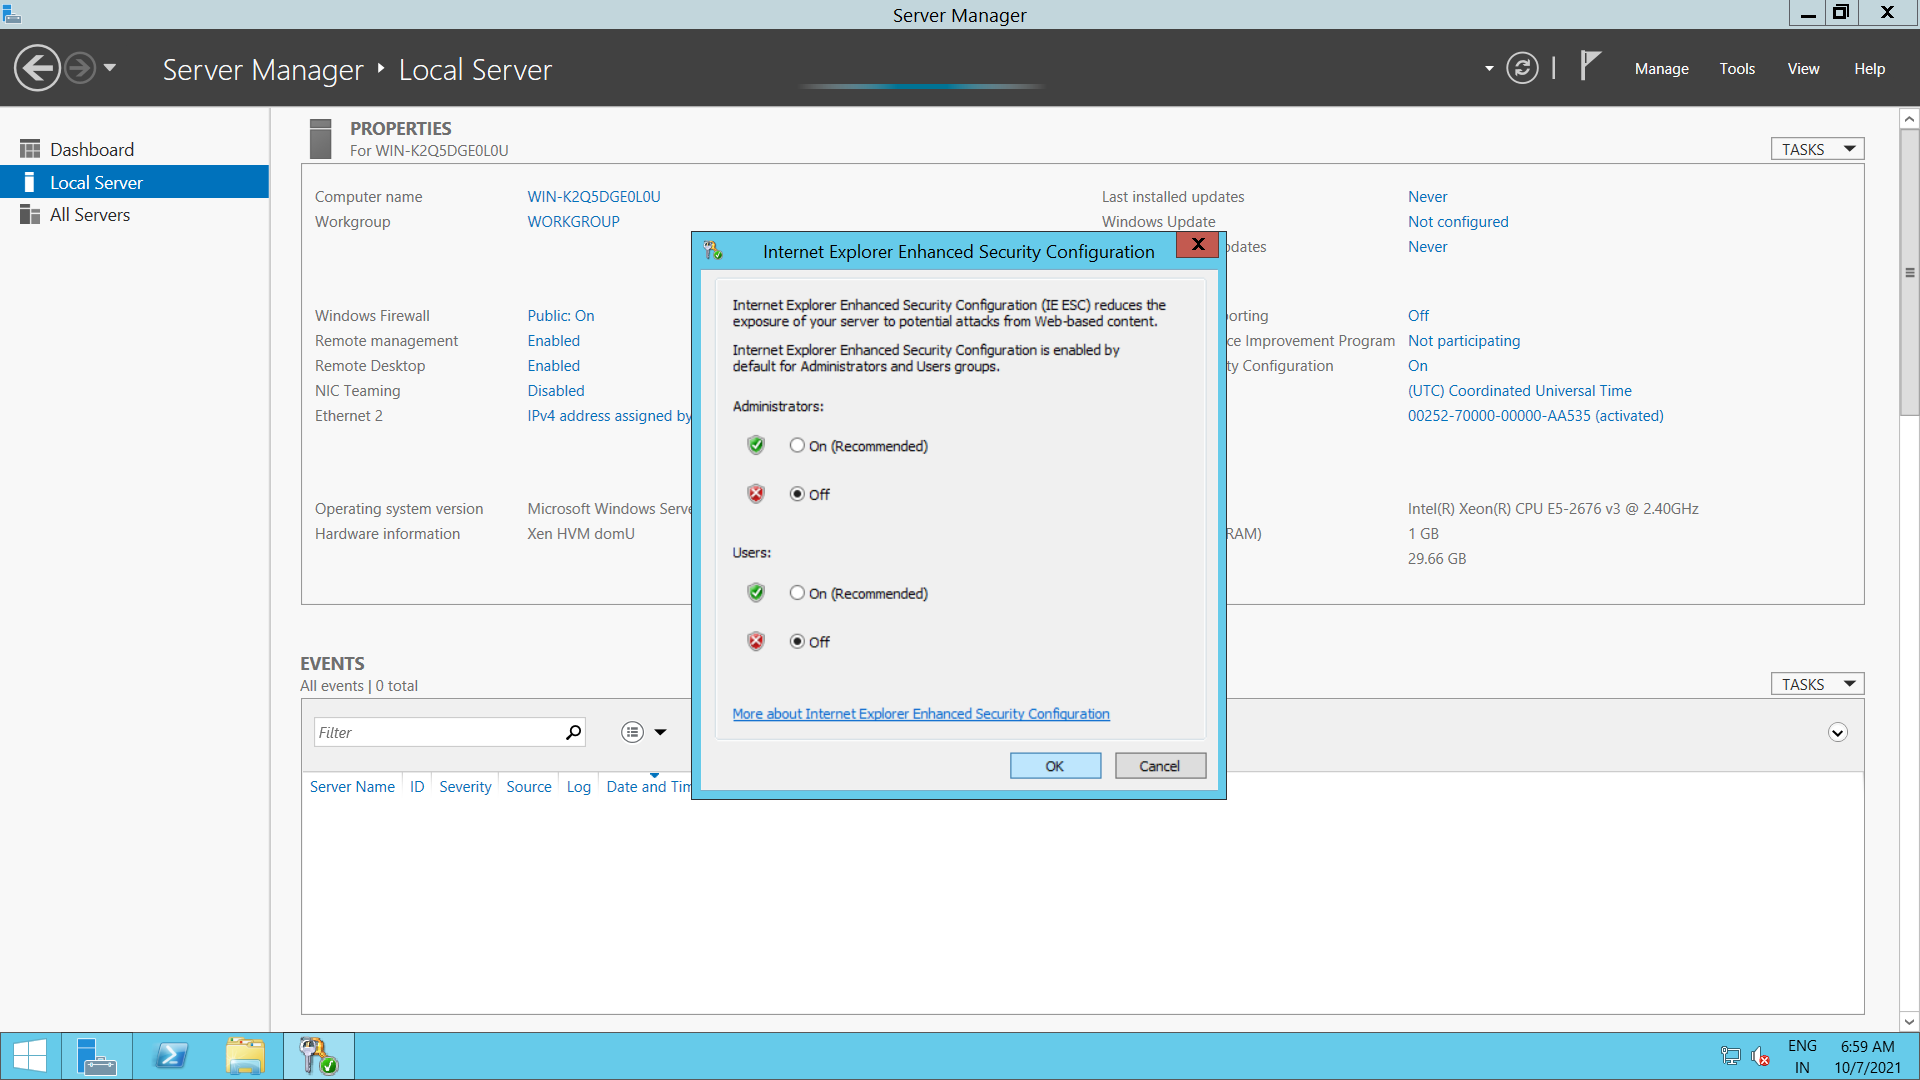 Server Manager
Server Manager Local Server
Manage Tools View Help
Dashboard
Local Server
All Servers
PROPERTIES
For WIN-K2Q5DGE0L0U
TASKS
Computer name WIN-K2Q5DGE0L0U
Workgroup WORKGROUP
Last installed updates Never
Windows Update Not configured
pdates Never
Windows Firewall Public: On
Remote management Enabled
Remote Desktop Enabled
NIC Teaming Disabled
Ethernet 2 IPv4 address assigned by
orting Off
ce Improvement Program Not participating
ty Configuration On
(UTC) Coordinated Universal Time
00252-70000-00000-AA535 (activated)
Operating system version Microsoft Windows Serve
Hardware information Xen HVM domU
Intel(R) Xeon(R) CPU E5-2676 v3 @ 2.40GHz
RAM) 1 GB
29.66 GB
Internet Explorer Enhanced Security Configuration
X
Internet Explorer Enhanced Security Configuration (IE ESC) reduces the
exposure of your server to potential attacks from Web-based content.
Internet Explorer Enhanced Security Configuration is enabled by
default for Administrators and Users groups.
Administrators:
On (Recommended)
Off
Users:
On (Recommended)
Off
More about Internet Explorer Enhanced Security Configuration
OK Cancel
EVENTS
All events | 0 total
TASKS
Filter
Server Name ID Severity Source Log Date and Tim
ENG
IN
6:59 AM
10/7/2021